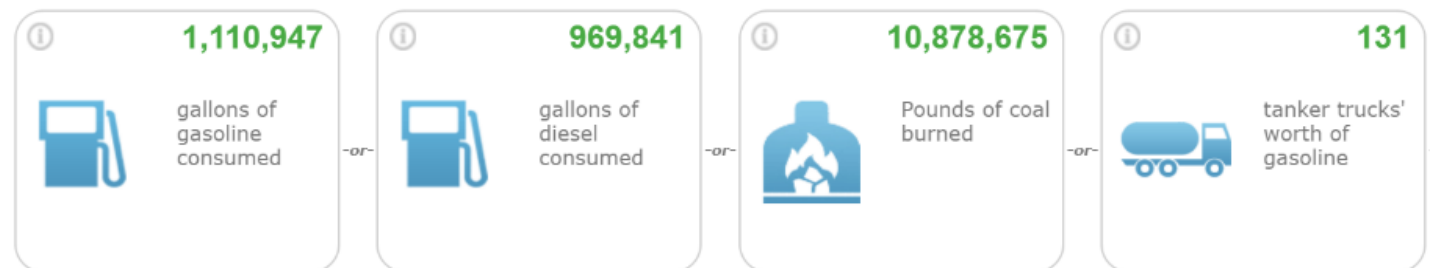 1,110,947
gallons of
gasoline
consumed
-or-
969,841
gallons of
diesel
consumed
-or-
10,878,675
Pounds of coal
burned
-or-
131
tanker trucks'
worth of
gasoline